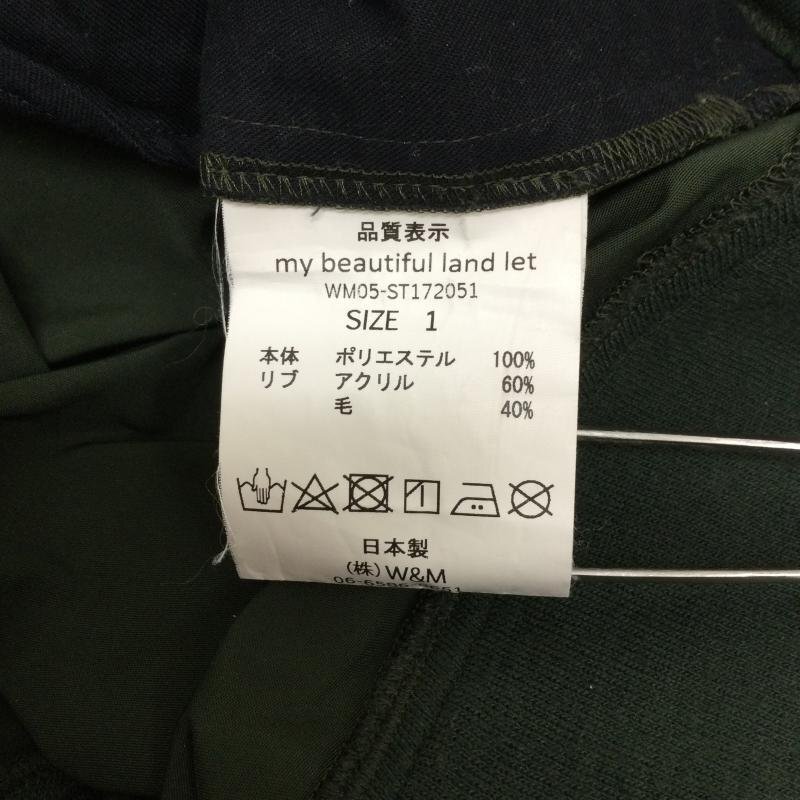 品質表示
my beautiful land let
WM05-ST172051
SIZE 1
本体 ポリエステル 100%
リブ アクリル 60%
毛 40%
日本製
(株)W&M